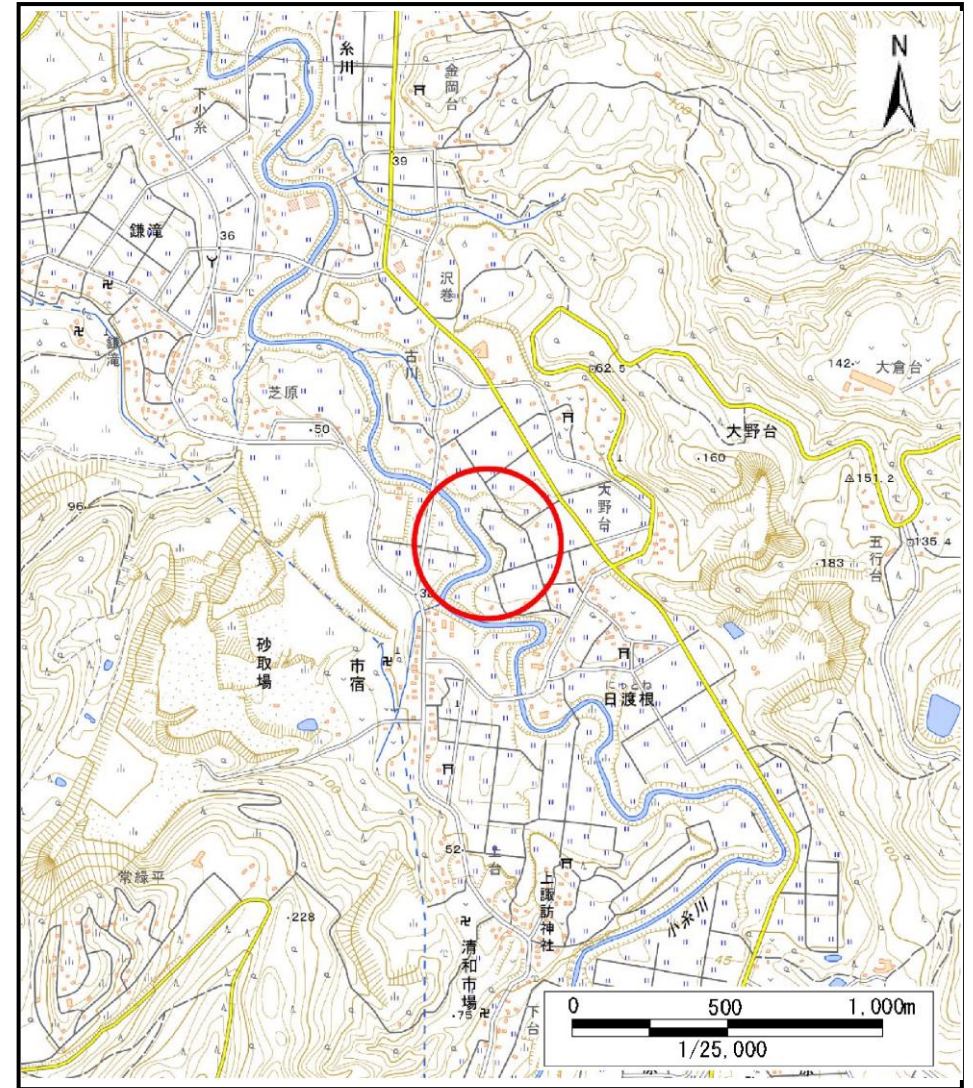 N
糸川
金岡台
下小糸
100
39
鎌滝
36
沢巻
鎌滝
古川
62.5
142
大倉台
芝原
50
大野台
160
151.2
96
大野台
135.4
五行台
183
38
砂取場
市宿
にっとね
日渡根
100
52
上台
常緑平
上諏訪神社
228
小糸川
清和市場
45
75
下台
0 500 1,000m
1/25,000